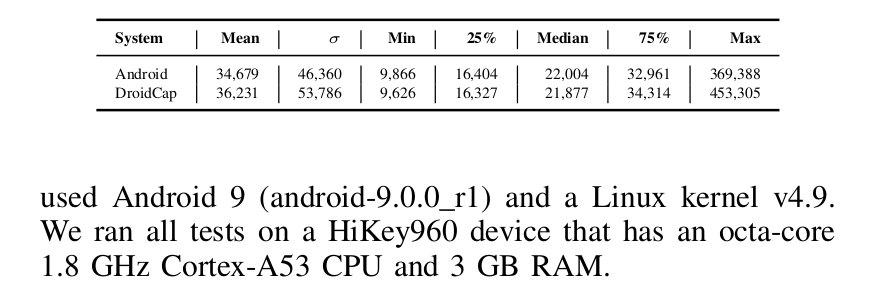 System Mean σ Min 25% Median 75% Max
Android 34,679 46,360 9,866 16,404 22,004 32,961 369,388
DroidCap 36,231 53,786 9,626 16,327 21,877 34,314 453,305
used Android 9 (android-9.0.0_r1) and a Linux kernel v4.9.
We ran all tests on a HiKey960 device that has an octa-core
1.8 GHz Cortex-A53 CPU and 3 GB RAM.